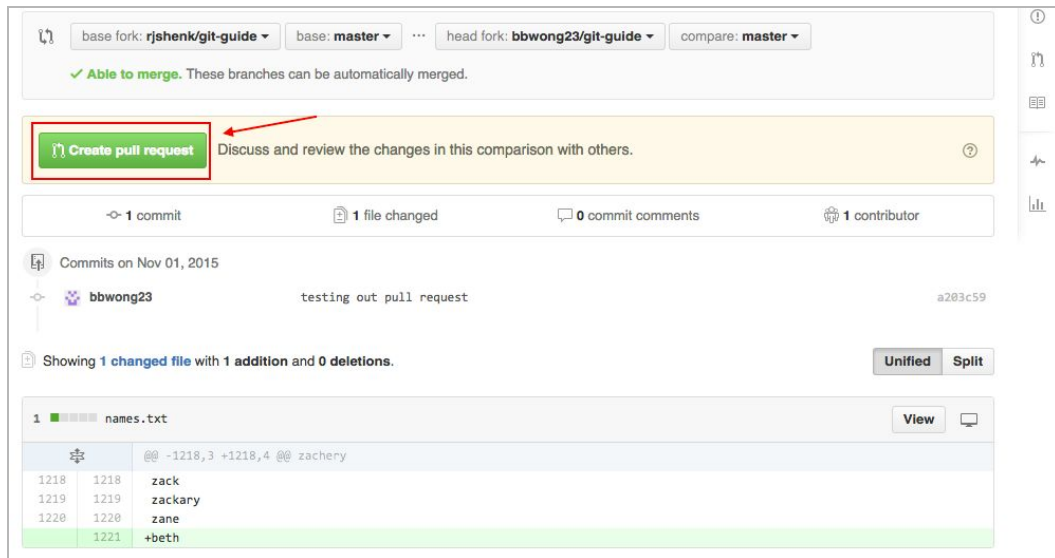 base fork: rjshenk/git-guide base: master ... head fork: bbwong23/git-guide compare: master
✓ Able to merge. These branches can be automatically merged.
Create pull request Discuss and review the changes in this comparison with others.
1 commit 1 file changed 0 commit comments 1 contributor
Commits on Nov 01, 2015
bbwong23 testing out pull request a203c59
Showing 1 changed file with 1 addition and 0 deletions. Unified Split
1 names.txt View
@@ -1218,3 +1218,4 @@ zachery
1218 1218 zack
1219 1219 zackary
1220 1220 zane
1221 +beth